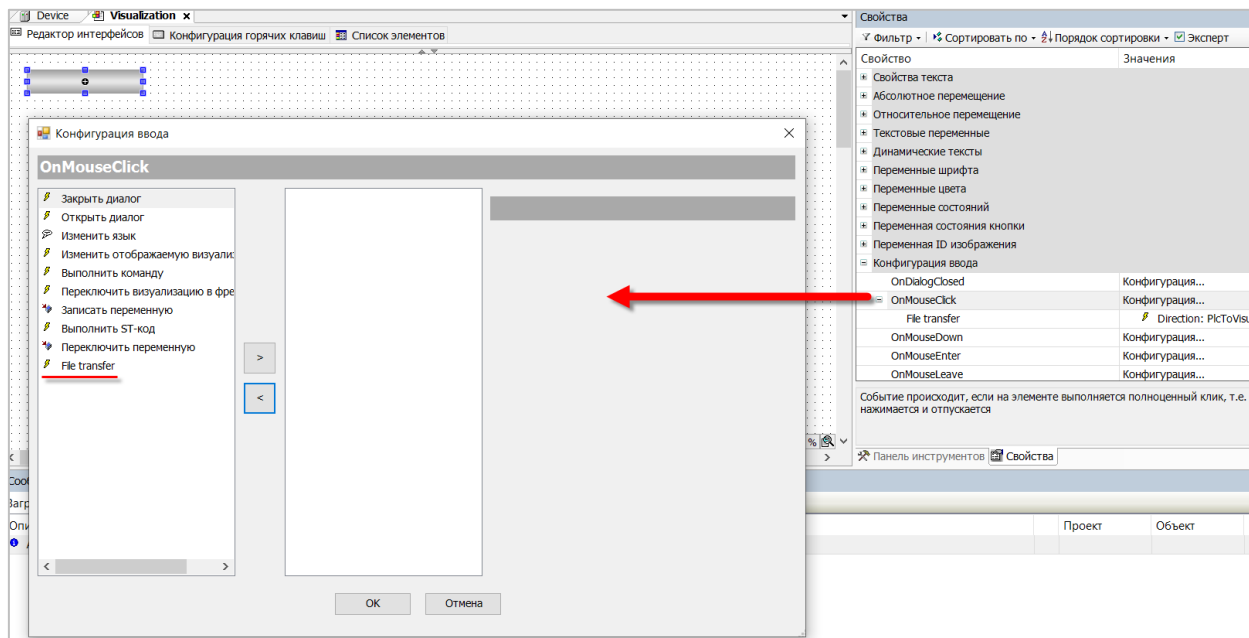 Device
Visualization x
Редактор интерфейсов
Конфигурация горячих клавиш
Список элементов
Свойства
Фильтр
Сортировать по
Порядок сортировки
Эксперт
Свойство Значения
Свойства текста
Абсолютное перемещение
Относительное перемещение
Текстовые переменные
Динамические тексты
Переменные шрифта
Переменные цвета
Переменные состояний
Переменная состояния кнопки
Переменная ID изображения
Конфигурация ввода
OnDialogClosed Конфигурация...
OnMouseClick Конфигурация...
File transfer Direction: PlcToVisu
OnMouseDown Конфигурация...
OnMouseEnter Конфигурация...
OnMouseLeave Конфигурация...
Событие происходит, если на элементе выполняется полноценный клик, т.е.
нажимается и отпускается
Панель инструментов
Свойства
Конфигурация ввода
OnMouseClick
Закрыть диалог
Открыть диалог
Изменить язык
Изменить отображаемую визуали
Выполнить команду
Переключить визуализацию в фре
Записать переменную
Выполнить ST-код
Переключить переменную
File transfer
>
<
OK
Отмена
%
Проект Объект